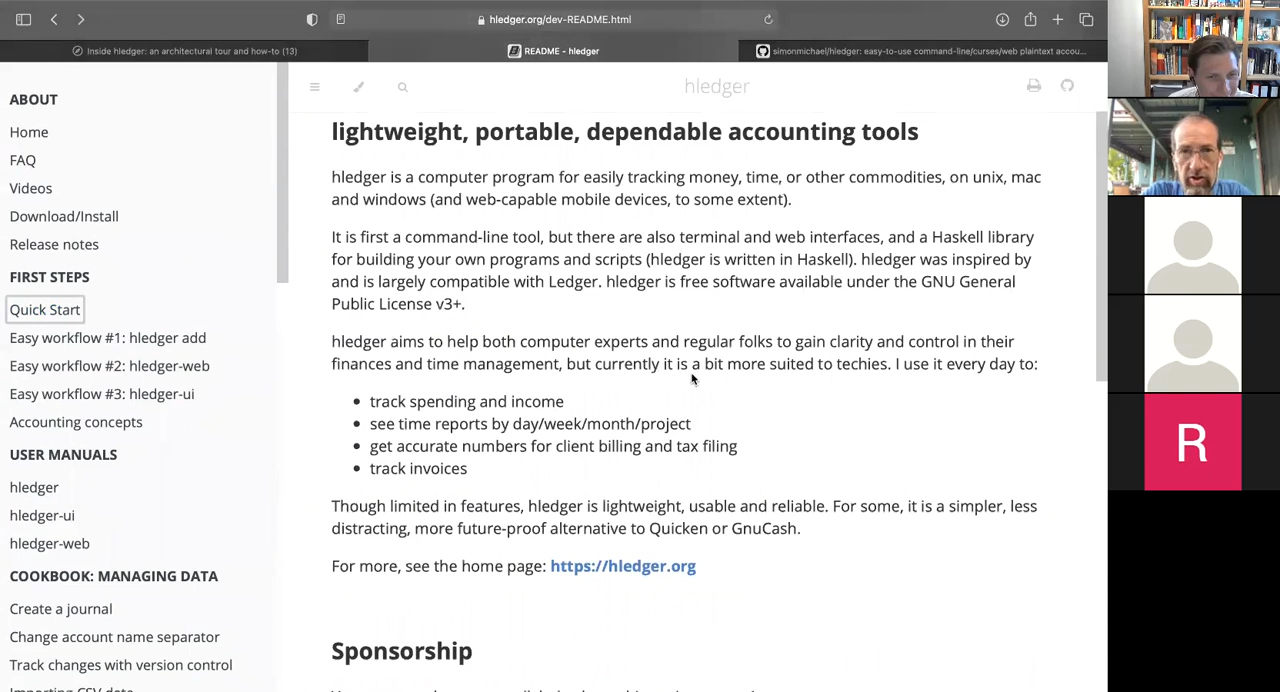 hledger.org/dev-README.html
Inside hledger: an architectural tour and how-to (13)
README - hledger
simonmichael/hledger: easy-to-use command-line/curses/web plaintext accou...
ABOUT
Home
FAQ
Videos
Download/Install
Release notes
FIRST STEPS
Quick Start
Easy workflow #1: hledger add
Easy workflow #2: hledger-web
Easy workflow #3: hledger-ui
Accounting concepts
USER MANUALS
hledger
hledger-ui
hledger-web
COOKBOOK: MANAGING DATA
Create a journal
Change account name separator
Track changes with version control
Importing CSV data
hledger
lightweight, portable, dependable accounting tools
hledger is a computer program for easily tracking money, time, or other commodities, on unix, mac
and windows (and web-capable mobile devices, to some extent).
It is first a command-line tool, but there are also terminal and web interfaces, and a Haskell library
for building your own programs and scripts (hledger is written in Haskell). hledger was inspired by
and is largely compatible with Ledger. hledger is free software available under the GNU General
Public License v3+.
hledger aims to help both computer experts and regular folks to gain clarity and control in their
finances and time management, but currently it is a bit more suited to techies. I use it every day to:
• track spending and income
• see time reports by day/week/month/project
• get accurate numbers for client billing and tax filing
• track invoices
Though limited in features, hledger is lightweight, usable and reliable. For some, it is a simpler, less
distracting, more future-proof alternative to Quicken or GnuCash.
For more, see the home page: https://hledger.org
Sponsorship
R